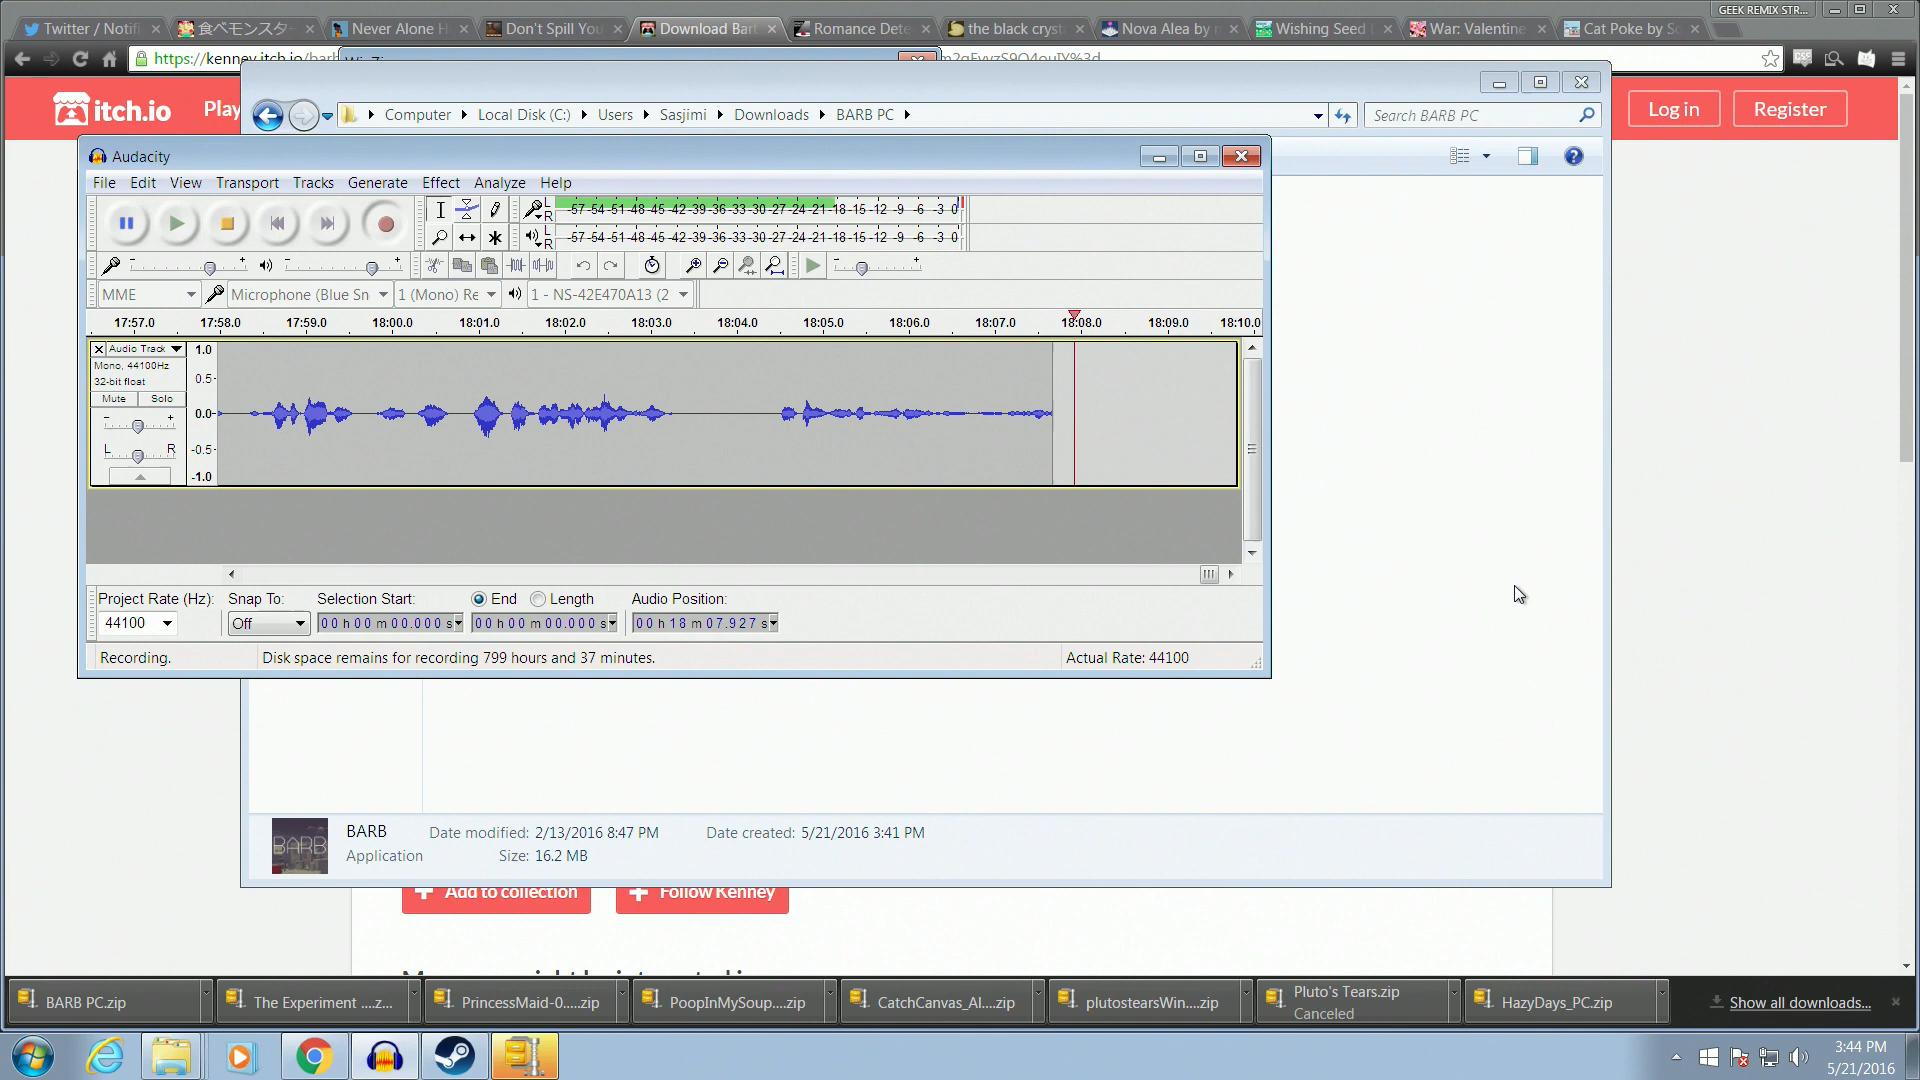 GEEK REMIX STR...
Twitter / Notifi
食べモンスター
Never Alone H
Don't Spill You
Download Barb
Romance Dete
the black cryst
Nova Alea by m
Wishing Seed
War: Valentine
Cat Poke by Sc
https://kenney.itch.io/barb
itch.io
Play
Log in
Register
Computer
Local Disk (C:)
Users
Sasjimi
Downloads
BARB PC
Search BARB PC
Audacity
File Edit View Transport Tracks Generate Effect Analyze Help
L
R
-57 -54 -51 -48 -45 -42 -39 -36 -33 -30 -27 -24 -21 -18 -15 -12 -9 -6 -3 0
L
R
-57 -54 -51 -48 -45 -42 -39 -36 -33 -30 -27 -24 -21 -18 -15 -12 -9 -6 -3 0
MME
Microphone (Blue Sn
1 (Mono) Re
1 - NS-42E470A13 (2
17:57.0 17:58.0 17:59.0 18:00.0 18:01.0 18:02.0 18:03.0 18:04.0 18:05.0 18:06.0 18:07.0 18:08.0 18:09.0 18:10.0
Audio Track
Mono, 44100Hz
32-bit float
Mute Solo
L R
1.0
0.5
0.0
-0.5
-1.0
Project Rate (Hz): Snap To: Selection Start: End Length Audio Position:
44100 Off 00 h 00 m 00.000 s 00 h 00 m 00.000 s 00 h 18 m 07.927 s
Recording. Disk space remains for recording 799 hours and 37 minutes. Actual Rate: 44100
BARB
BARB Date modified: 2/13/2016 8:47 PM Date created: 5/21/2016 3:41 PM
Application Size: 16.2 MB
Add to collection
Follow Kenney
BARB PC.zip
The Experiment ....z...
PrincessMaid-0.....zip
PoopInMySoup....zip
CatchCanvas_Al....zip
plutostearsWin....zip
Pluto's Tears.zip
Canceled
HazyDays_PC.zip
Show all downloads...
3:44 PM
5/21/2016